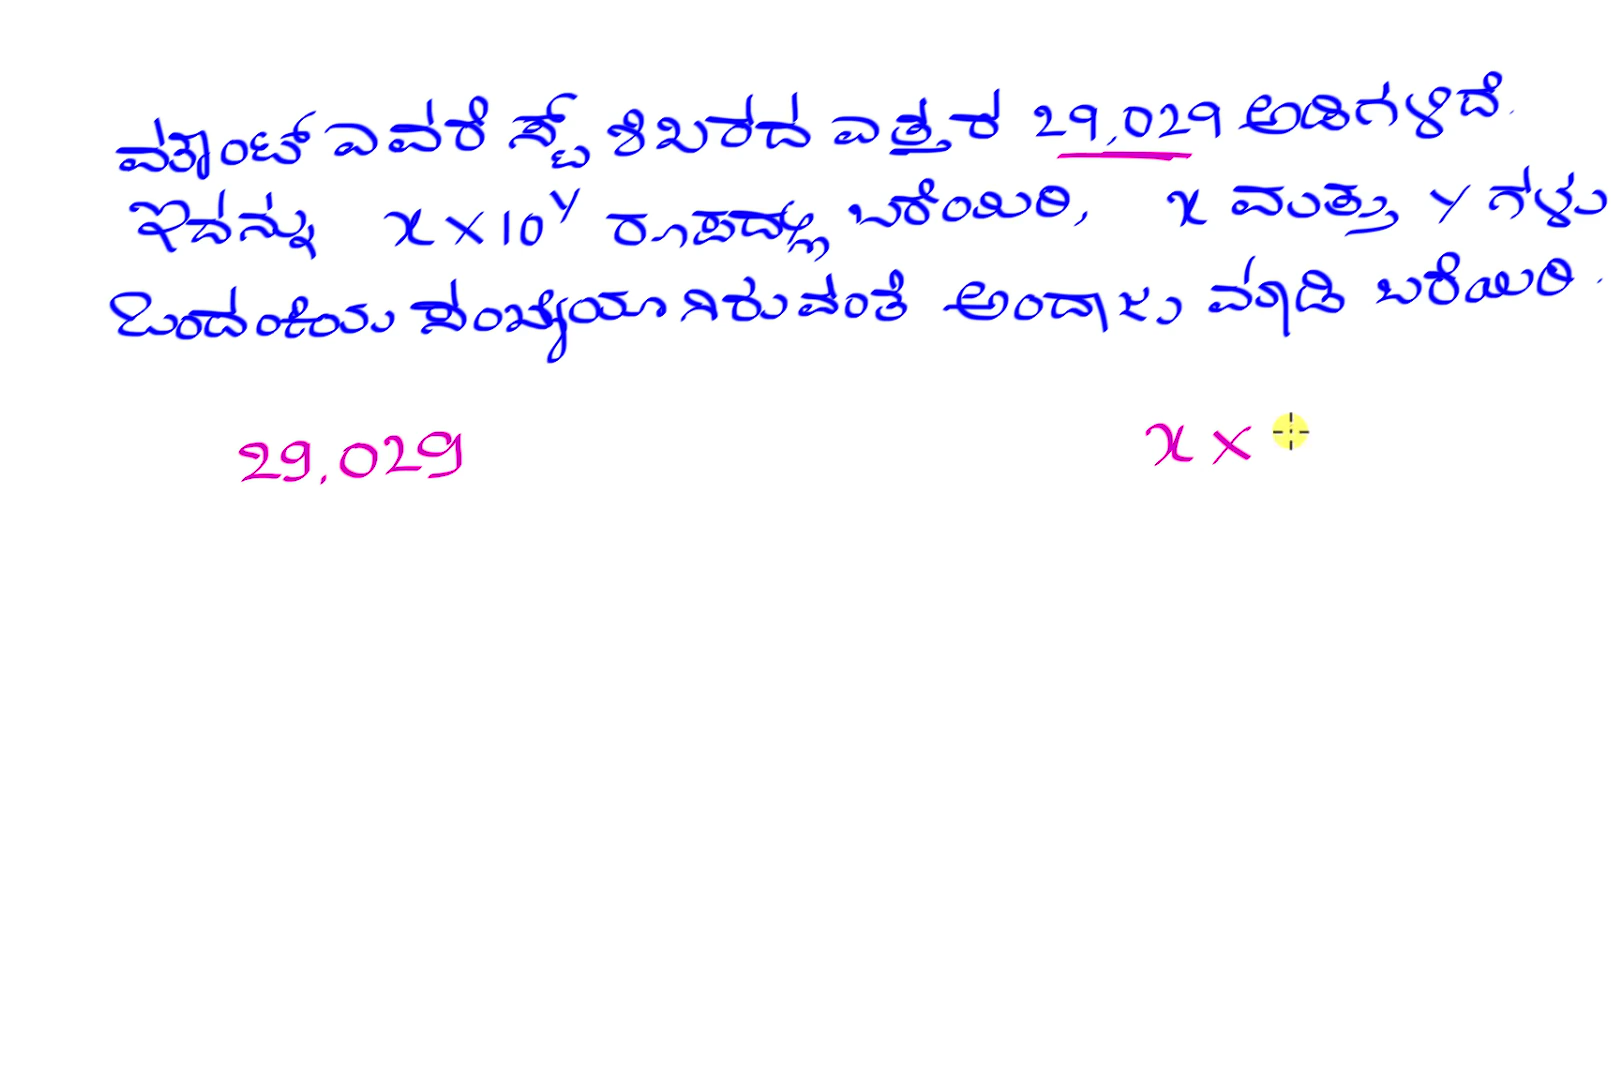 ಮೌಂಟ್ ಎವರೆಸ್ಟ್ ಶಿಖರದ ಎತ್ತರ 29,029 ಅಡಿಗಳಿದೆ.
ಇದನ್ನು x × 10^y ರೂಪದಲ್ಲಿ ಬರೆಯಿರಿ, x ಮತ್ತು y ಗಳು
ಒಂದಂಕಿಯ ಸಂಖ್ಯೆಯಾಗಿರುವಂತೆ ಅಂದಾಜು ಮಾಡಿ ಬರೆಯಿರಿ.
29,029 x ×